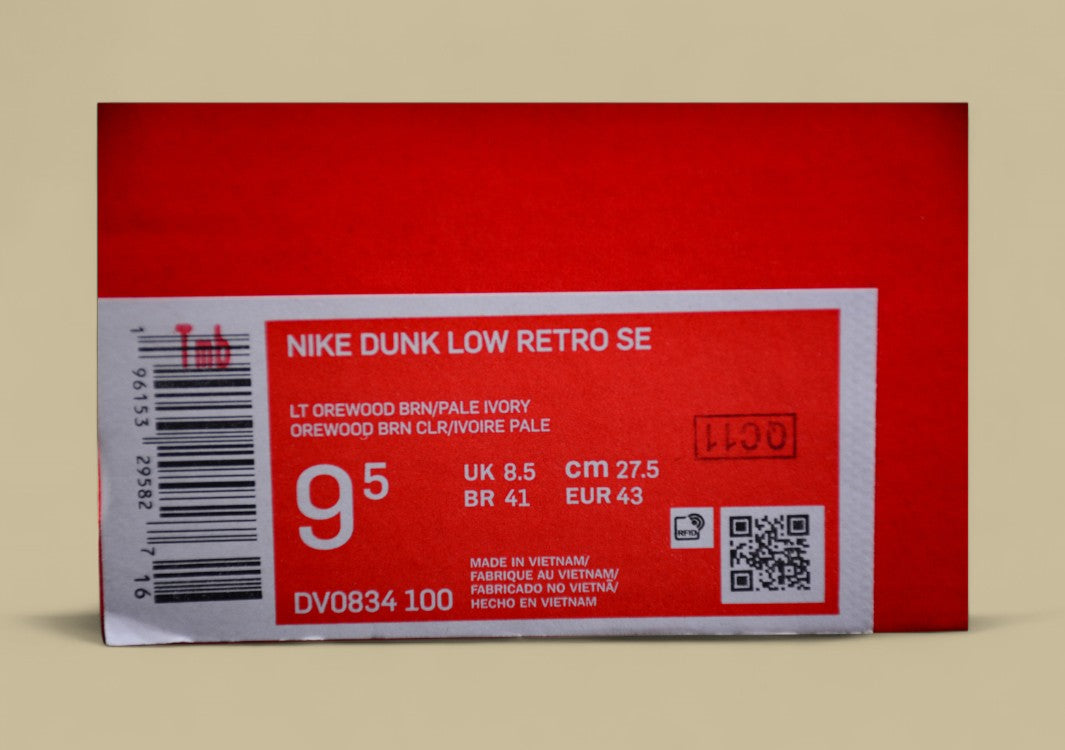 NIKE DUNK LOW RETRO SE
LT OREWOOD BRN/PALE IVORY
OREWOOD BRN CLR/IVOIRE PALE
9 5
UK 8.5 cm 27.5
BR 41 EUR 43
MADE IN VIETNAM/
FABRIQUE AU VIETNAM/
FABRICADO NO VIETNÃ/
HECHO EN VIETNAM
DV0834 100
QC11
RFID
Tmb
1 96153 29582 7 16